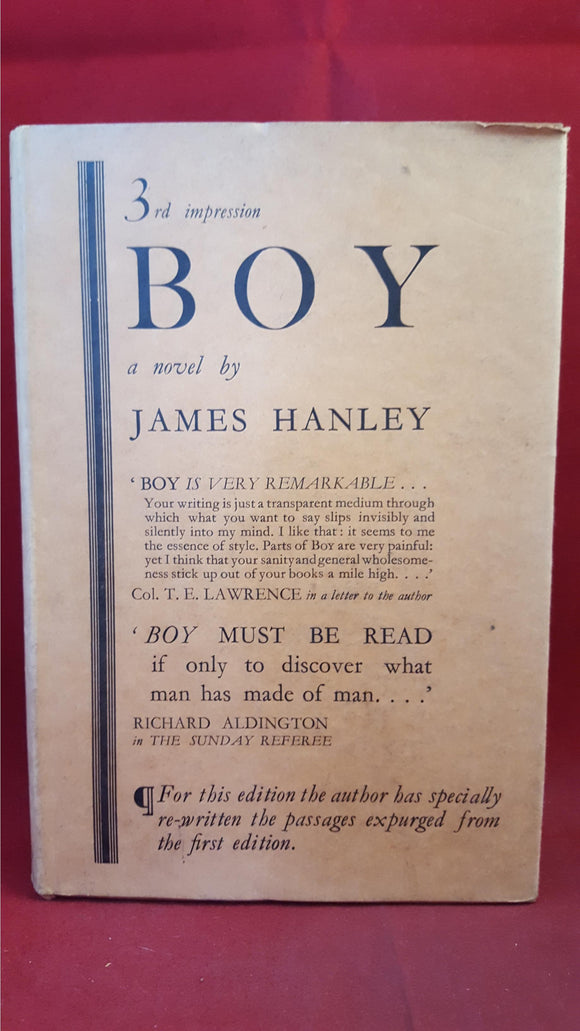 3rd impression
BOY
a novel by
JAMES HANLEY
‘BOY IS VERY REMARKABLE . . .
Your writing is just a transparent medium through
which what you want to say slips invisibly and
silently into my mind. I like that: it seems to me
the essence of style. Parts of Boy are very painful:
yet I think that your sanity and general wholesome-
ness stick up out of your books a mile high. . . .’
Col. T. E. LAWRENCE in a letter to the author
‘BOY MUST BE READ
if only to discover what
man has made of man. . . .’
RICHARD ALDINGTON
in THE SUNDAY REFEREE
¶ For this edition the author has specially
re-written the passages expurged from
the first edition.